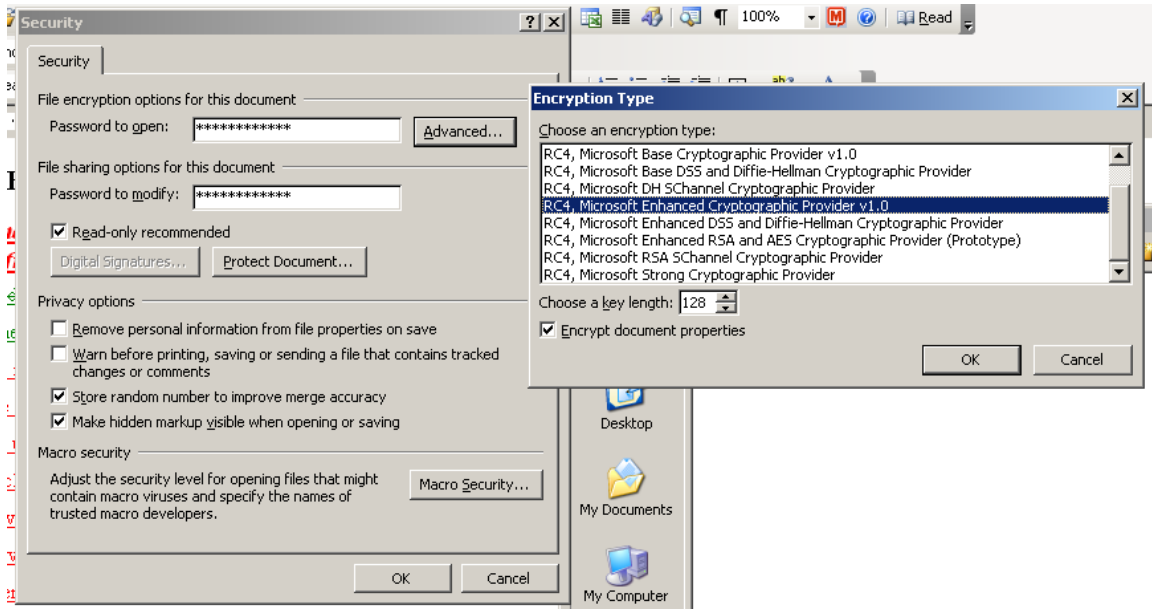 Security
Security
File encryption options for this document
Password to open: ************
Advanced...
File sharing options for this document
Password to modify: ************
Read-only recommended
Digital Signatures...
Protect Document...
Privacy options
Remove personal information from file properties on save
Warn before printing, saving or sending a file that contains tracked
changes or comments
Store random number to improve merge accuracy
Make hidden markup visible when opening or saving
Macro security
Adjust the security level for opening files that might
contain macro viruses and specify the names of
trusted macro developers.
Macro Security...
OK
Cancel
100%
Read
Encryption Type
Choose an encryption type:
RC4, Microsoft Base Cryptographic Provider v1.0
RC4, Microsoft Base DSS and Diffie-Hellman Cryptographic Provider
RC4, Microsoft DH SChannel Cryptographic Provider
RC4, Microsoft Enhanced Cryptographic Provider v1.0
RC4, Microsoft Enhanced DSS and Diffie-Hellman Cryptographic Provider
RC4, Microsoft Enhanced RSA and AES Cryptographic Provider (Prototype)
RC4, Microsoft RSA SChannel Cryptographic Provider
RC4, Microsoft Strong Cryptographic Provider
Choose a key length: 128
Encrypt document properties
OK
Cancel
Desktop
My Documents
My Computer